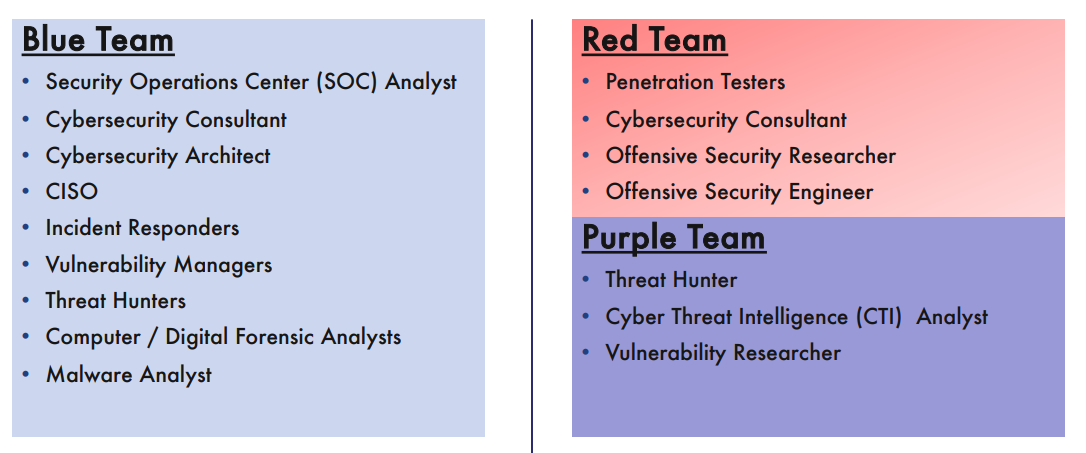 Blue Team
• Security Operations Center (SOC) Analyst
• Cybersecurity Consultant
• Cybersecurity Architect
• CISO
• Incident Responders
• Vulnerability Managers
• Threat Hunters
• Computer / Digital Forensic Analysts
• Malware Analyst
Red Team
• Penetration Testers
• Cybersecurity Consultant
• Offensive Security Researcher
• Offensive Security Engineer
Purple Team
• Threat Hunter
• Cyber Threat Intelligence (CTI)  Analyst
• Vulnerability Researcher